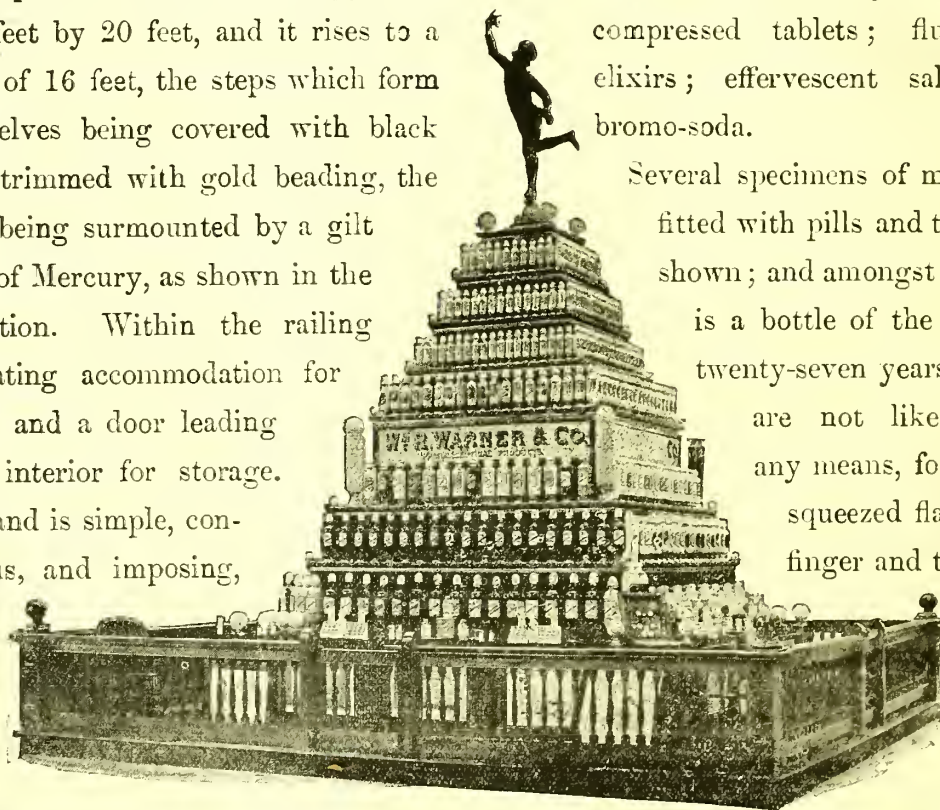 feet by 20 feet, and it rises to a
of 16 feet, the steps which form
elves being covered with black
trimmed with gold beading, the
being surmounted by a gilt
of Mercury, as shown in the
tion. Within the railing
ting accommodation for
and a door leading
interior for storage.
and is simple, con-
s, and imposing,
compressed tablets; flu
elixirs; effervescent sal
bromo-soda.
Several specimens of m
fitted with pills and t
shown; and amongst
is a bottle of the
twenty-seven years
are not like
any means, fo
squeezed fla
finger and t
Wm R. WARNER & CO.
CO.